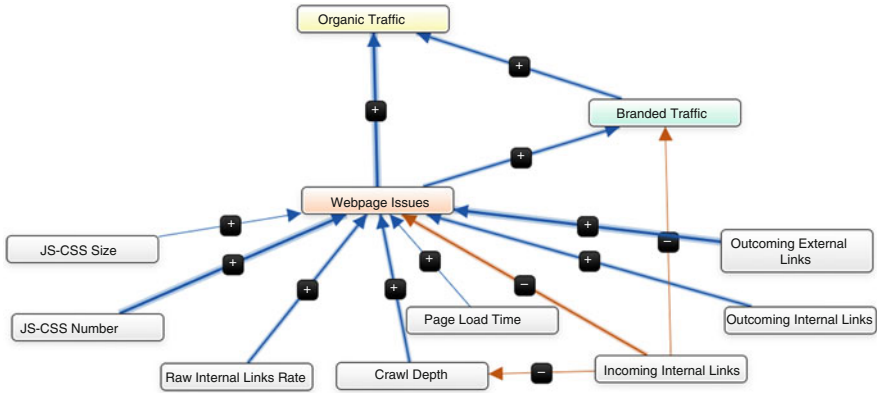 Organic Traffic
+
+
Branded Traffic
+
+
Webpage Issues
+
JS-CSS Size
+
−
Outcoming External
Links
+
+
+
JS-CSS Number
+
+
−
Page Load Time
Outcoming Internal Links
Raw Internal Links Rate
Crawl Depth
−
Incoming Internal Links